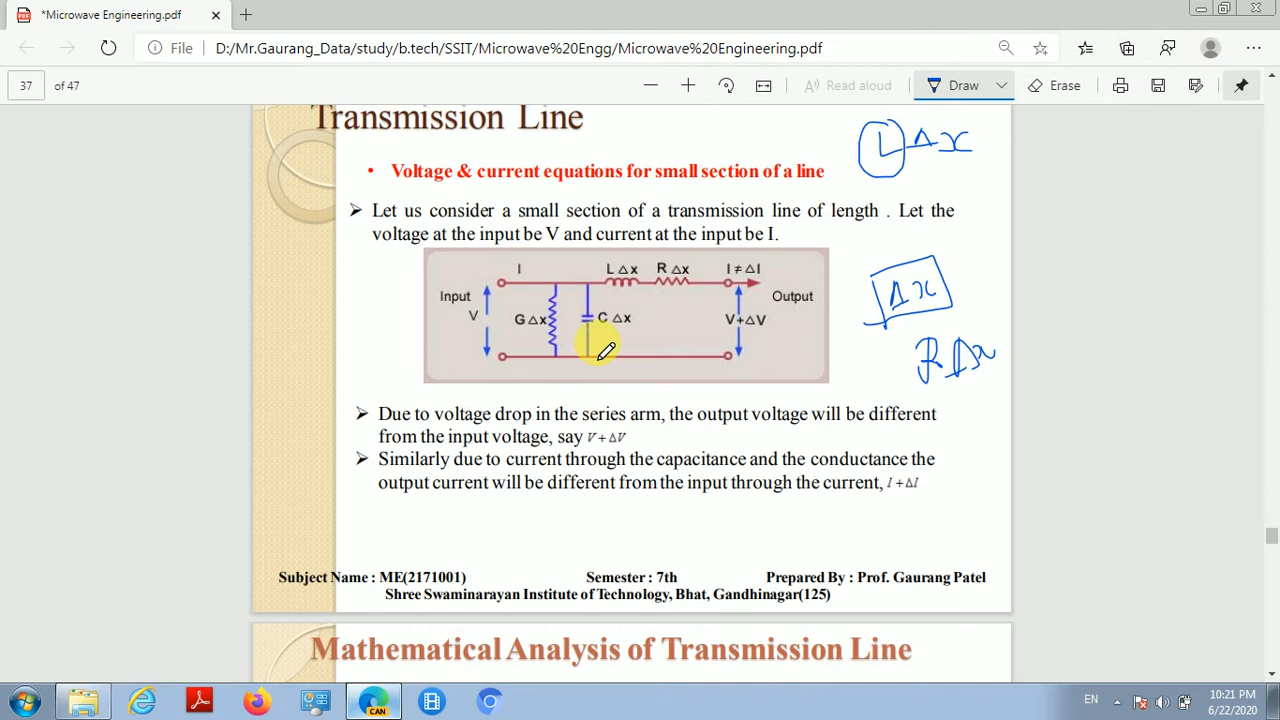 *Microwave Engineering.pdf
File D:/Mr.Gaurang_Data/study/b.tech/SSIT/Microwave%20Engg/Microwave%20Engineering.pdf
37 of 47 Read aloud Draw Erase
Transmission Line
L Δx
• Voltage & current equations for small section of a line
Let us consider a small section of a transmission line of length . Let the
voltage at the input be V and current at the input be I.
I L Δx R Δx I ≠ ΔI
Input V G Δx C Δx V+ΔV Output
Δx
R Δx
Due to voltage drop in the series arm, the output voltage will be different
from the input voltage, say V + ΔV
Similarly due to current through the capacitance and the conductance the
output current will be different from the input through the current, I + ΔI
Subject Name : ME(2171001) Semester : 7th Prepared By : Prof. Gaurang Patel
Shree Swaminarayan Institute of Technology, Bhat, Gandhinagar(125)
Mathematical Analysis of Transmission Line
CAN
EN
10:21 PM
6/22/2020